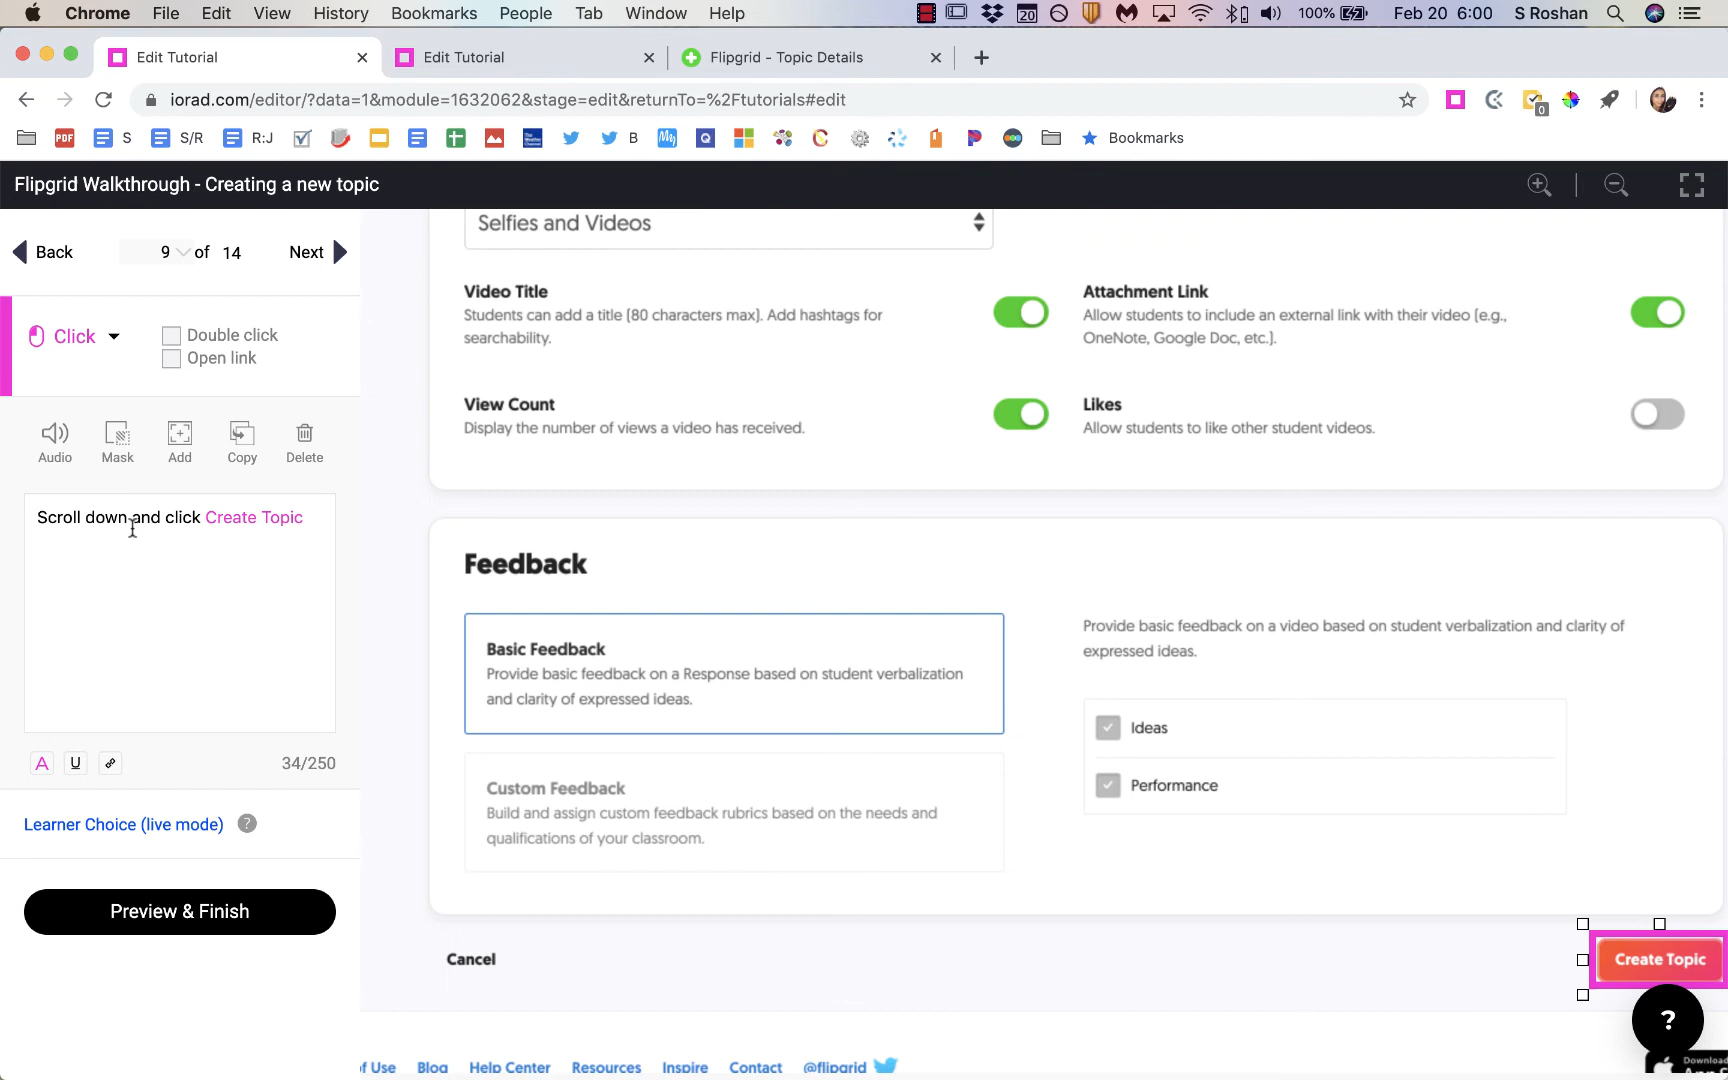 Chrome File Edit View History Bookmarks People Tab Window Help 20 100% Feb 20 6:00 S Roshan
Edit Tutorial Edit Tutorial Flipgrid - Topic Details
iorad.com/editor/?data=1&module=1632062&stage=edit&returnTo=%2Ftutorials#edit
PDF S S/R R:J B My Q Bookmarks
Flipgrid Walkthrough - Creating a new topic
Back 9 of 14 Next
Click
Double click
Open link
Audio Mask Add Copy Delete
Scroll down and click Create Topic
A U 34/250
Learner Choice (live mode) ?
Preview & Finish
Selfies and Videos
Video Title
Students can add a title (80 characters max). Add hashtags for
searchability.
Attachment Link
Allow students to include an external link with their video (e.g.,
OneNote, Google Doc, etc.).
View Count
Display the number of views a video has received.
Likes
Allow students to like other student videos.
Feedback
Basic Feedback
Provide basic feedback on a Response based on student verbalization
and clarity of expressed ideas.
Provide basic feedback on a video based on student verbalization and clarity of
expressed ideas.
Ideas
Performance
Custom Feedback
Build and assign custom feedback rubrics based on the needs and
qualifications of your classroom.
Cancel
Create Topic
?
of Use Blog Help Center Resources Inspire Contact @flipgrid
Download